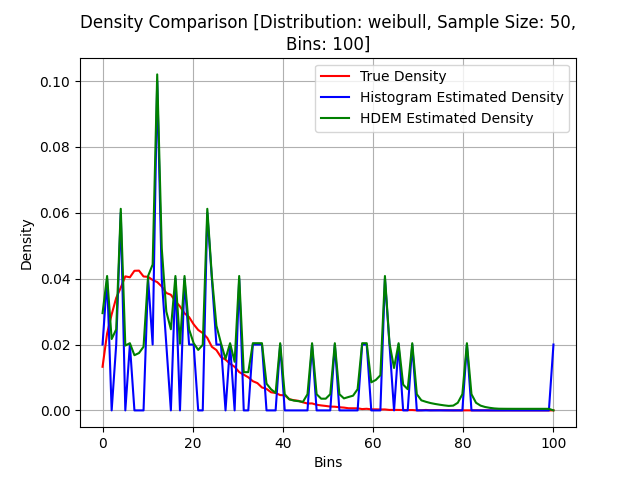 Density Comparison [Distribution: weibull, Sample Size: 50,
Bins: 100]
True Density
Histogram Estimated Density
HDEM Estimated Density
Density
0.10
0.08
0.06
0.04
0.02
0.00
0
20
40
60
80
100
Bins